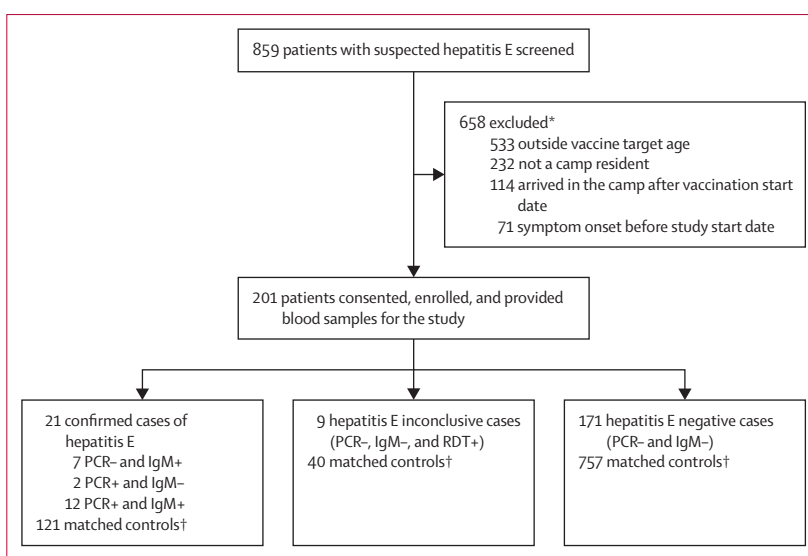 859 patients with suspected hepatitis E screened
658 excluded*
533 outside vaccine target age
232 not a camp resident
114 arrived in the camp after vaccination start
date
71 symptom onset before study start date
201 patients consented, enrolled, and provided
blood samples for the study
21 confirmed cases of
hepatitis E
7 PCR– and IgM+
2 PCR+ and IgM–
12 PCR+ and IgM+
121 matched controls†
9 hepatitis E inconclusive cases
(PCR–, IgM–, and RDT+)
40 matched controls†
171 hepatitis E negative cases
(PCR– and IgM–)
757 matched controls†